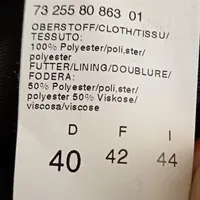 73 255 80 863 01
OBERSTOFF/CLOTH/TISSU/
TESSUTO:
100% Polyester/poli,ster/
polyester
FUTTER/LINING/DOUBLURE/
FODERA:
50% Polyester/poli,ster/
polyester 50% Viskose/
viscosa/viscose
D F I
40 42 44